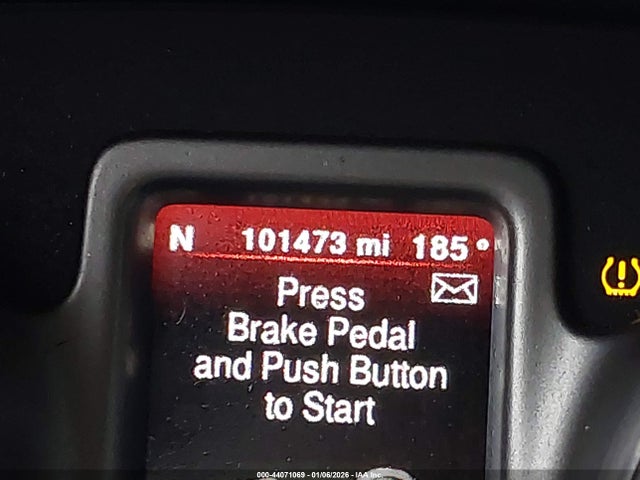 N 101473 mi 185°
Press
Brake Pedal
and Push Button
to Start
000-44071069 - 01/06/2026 - IAA Inc.